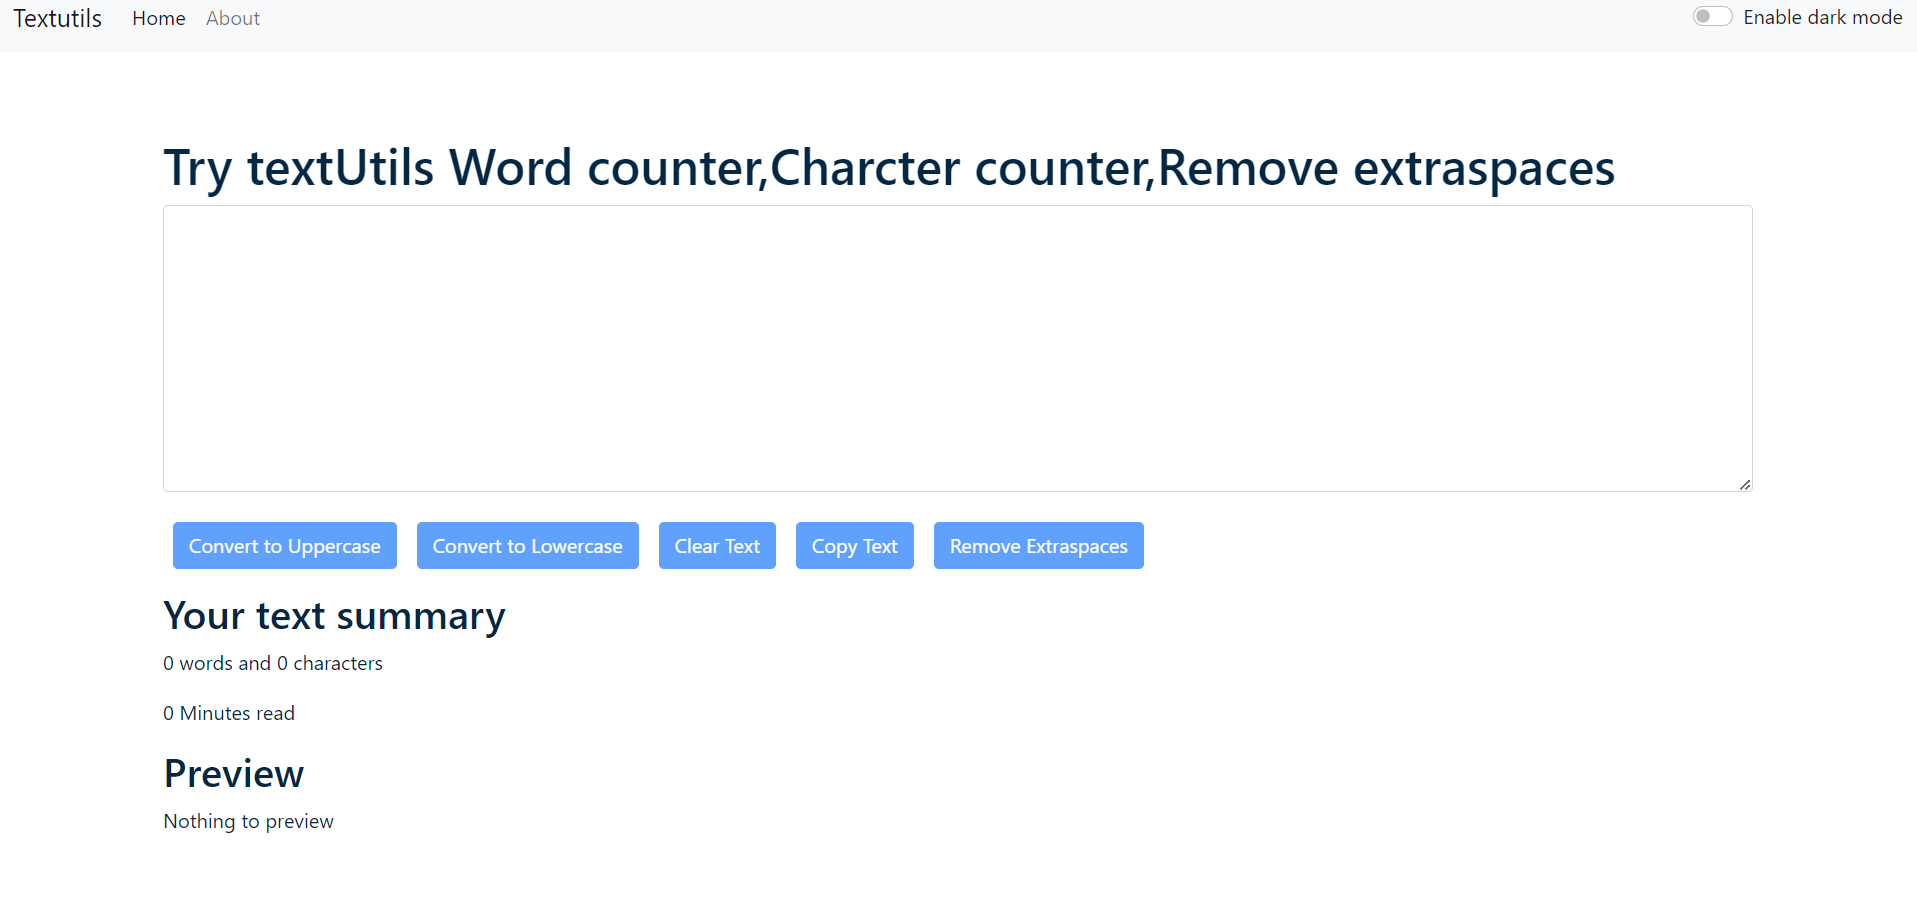 Textutils Home About Enable dark mode
Try textUtils Word counter,Charcter counter,Remove extraspaces
Convert to Uppercase Convert to Lowercase Clear Text Copy Text Remove Extraspaces
Your text summary
0 words and 0 characters
0 Minutes read
Preview
Nothing to preview